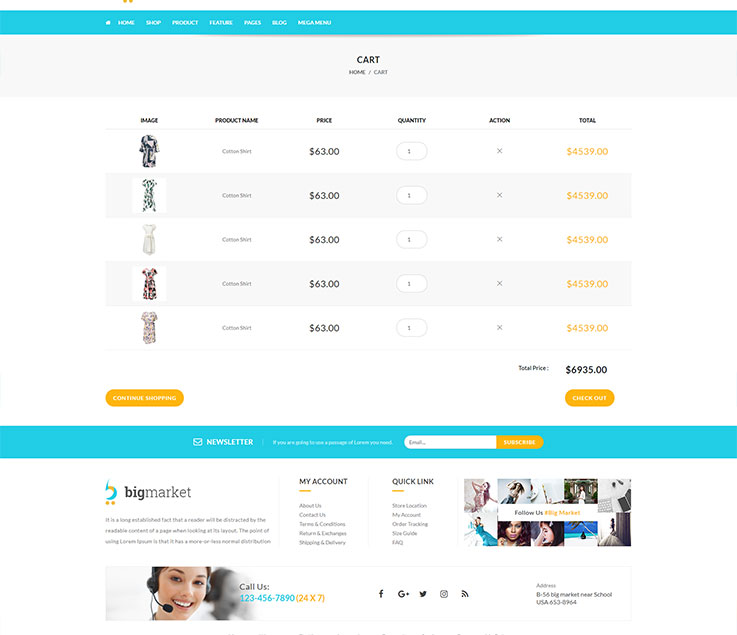 HOME SHOP PRODUCT FEATURE PAGES BLOG MEGA MENU
CART
HOME / CART
IMAGE PRODUCT NAME PRICE QUANTITY ACTION TOTAL
Cotton Shirt $63.00 1 × $4539.00
Cotton Shirt $63.00 1 × $4539.00
Cotton Shirt $63.00 1 × $4539.00
Cotton Shirt $63.00 1 × $4539.00
Cotton Shirt $63.00 1 × $4539.00
Total Price : $6935.00
CONTINUE SHOPPING CHECK OUT
NEWSLETTER If you are going to use a passage of Lorem you need. Email... SUBSCRIBE
bigmarket
It is a long established fact that a reader will be distracted by the
readable content of a page when looking at its layout. The point of
using Lorem Ipsum is that it has a more-or-less normal distribution
MY ACCOUNT
About Us
Contact Us
Terms & Conditions
Return & Exchanges
Shipping & Delivery
QUICK LINK
Store Location
My Account
Order Tracking
Size Guide
FAQ
Follow Us #Big Market
Call Us:
123-456-7890 (24 X 7)
Address
B-56 big market near School
USA 653-8964